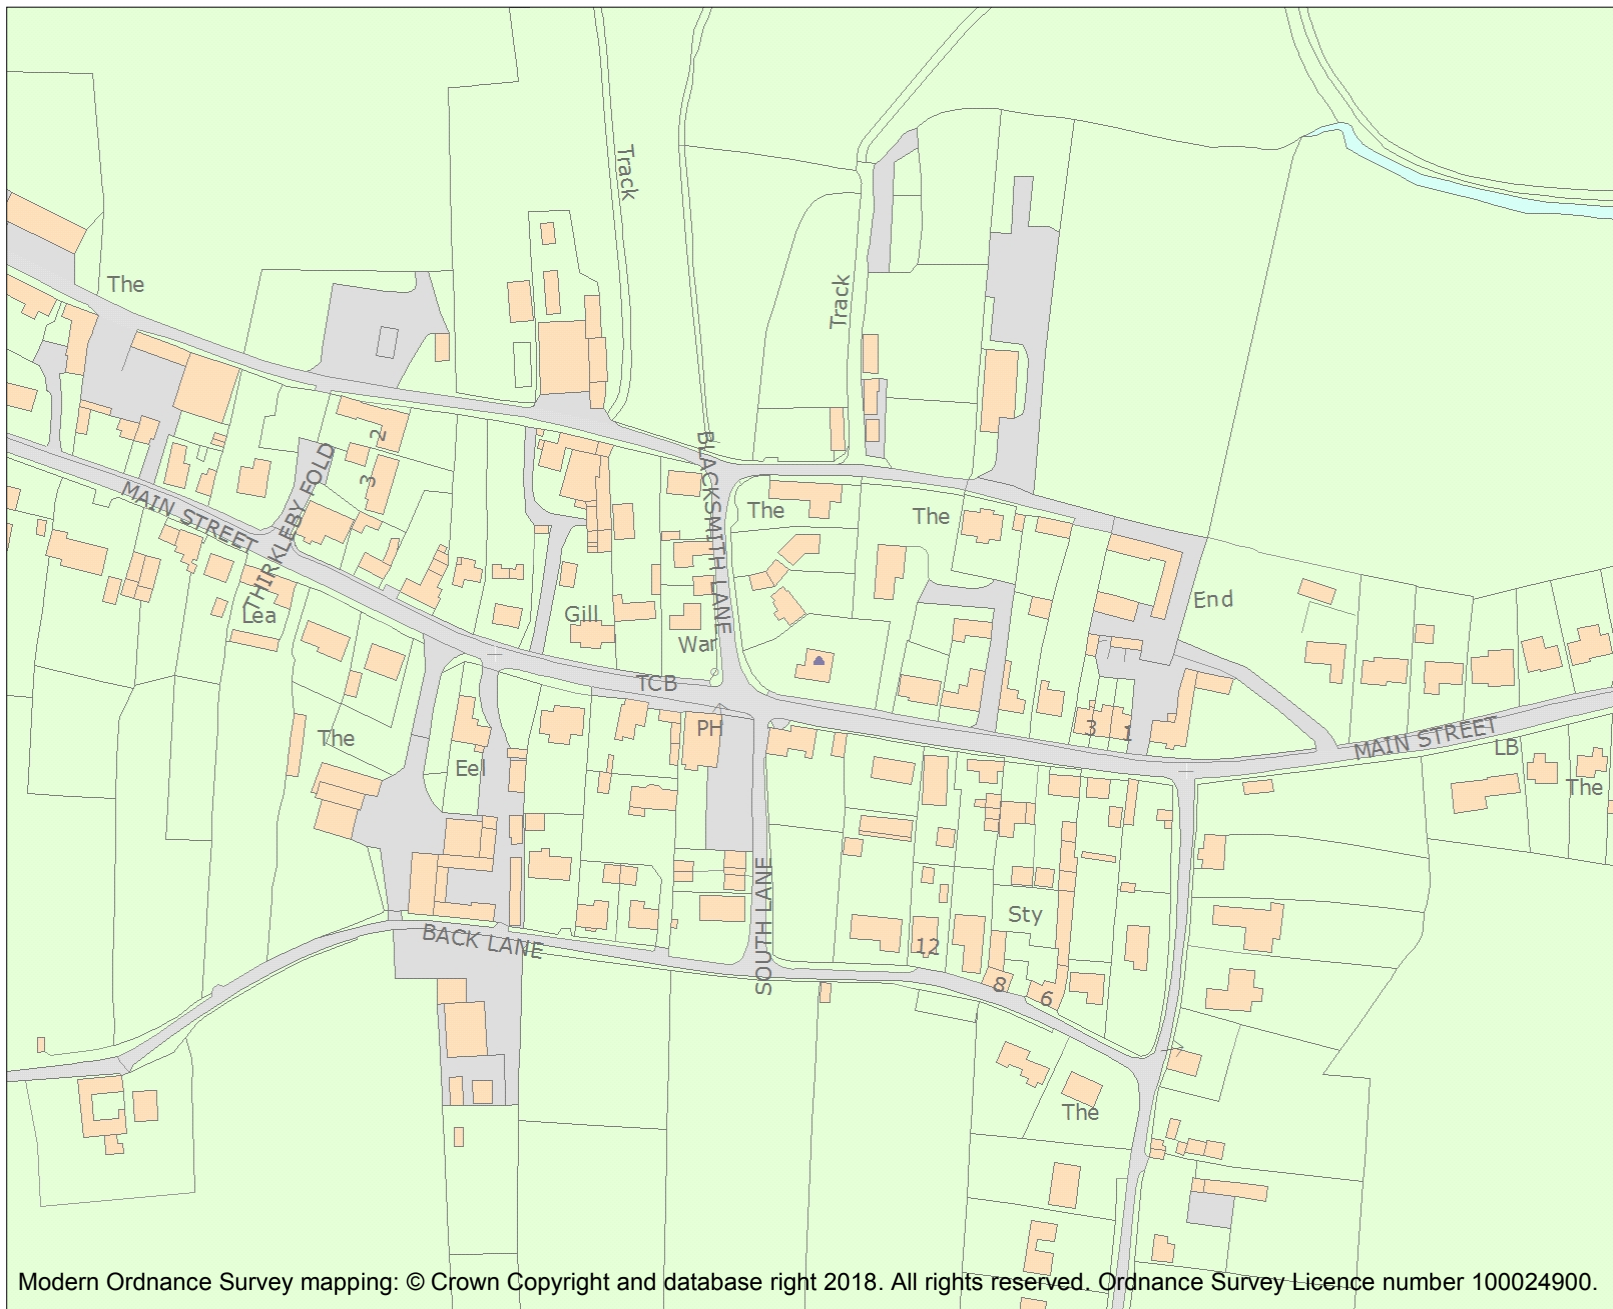 Track
The
Track
BLACKSMITH LANE
2
THIRKLEBY FOLD
3
MAIN STREET
The
The
End
Lea
Gill
War
TCB
PH
3
1
MAIN STREET
LB
The
The
Eel
SOUTH LANE
Sty
BACK LANE
12
8
6
The
Modern Ordnance Survey mapping: © Crown Copyright and database right 2018. All rights reserved. Ordnance Survey Licence number 100024900.